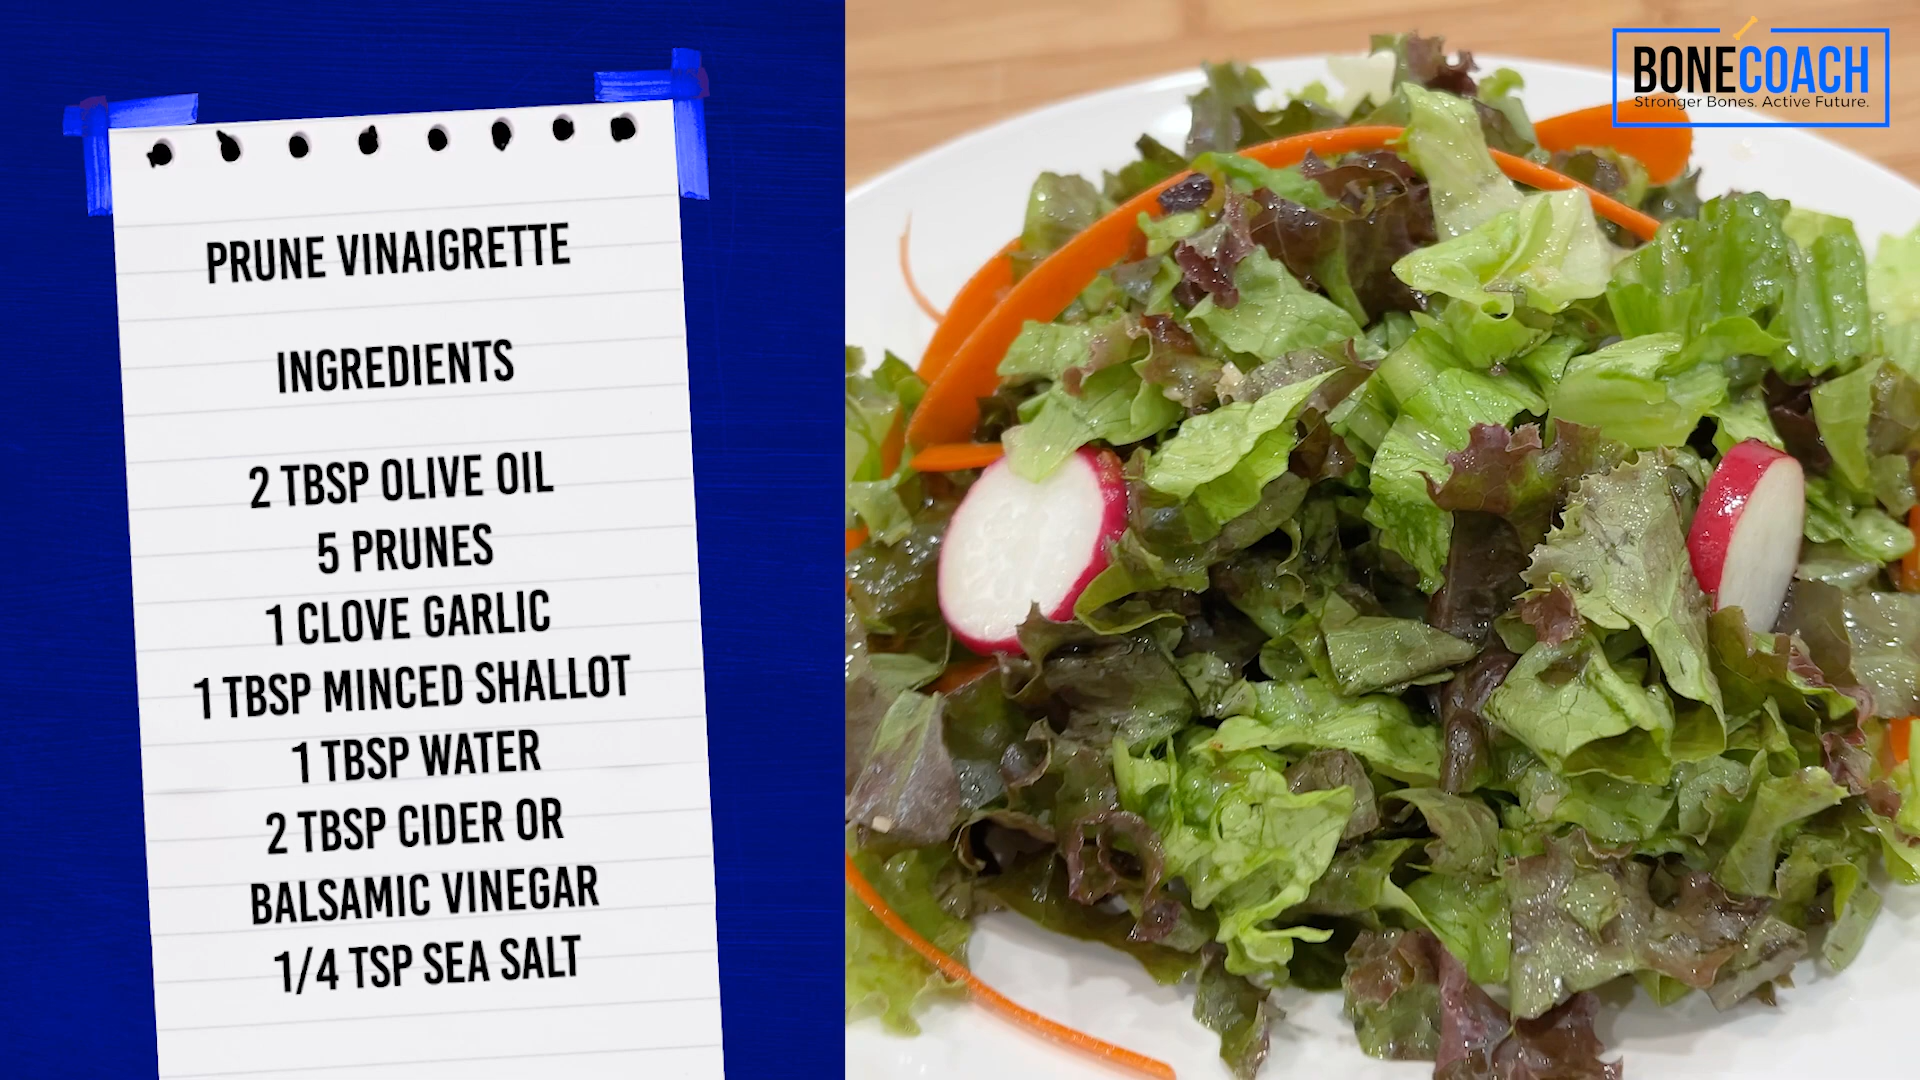 PRUNE VINAIGRETTE
INGREDIENTS
2 TBSP OLIVE OIL
5 PRUNES
1 CLOVE GARLIC
1 TBSP MINCED SHALLOT
1 TBSP WATER
2 TBSP CIDER OR
BALSAMIC VINEGAR
1/4 TSP SEA SALT
BONECOACH
Stronger Bones. Active Future.